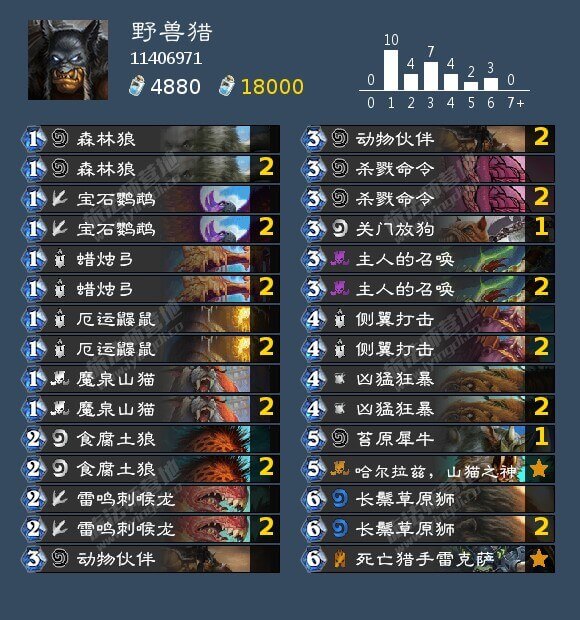 野兽猎
11406971
4880 18000
0 10 4 7 4 2 3 0
0 1 2 3 4 5 6 7+
1 森林狼
1 森林狼 2
1 宝石鹦鹉
1 宝石鹦鹉 2
1 蜡烛弓
1 蜡烛弓 2
1 厄运鼹鼠
1 厄运鼹鼠 2
1 魔泉山猫
1 魔泉山猫 2
2 食腐土狼
2 食腐土狼 2
2 雷鸣刺喉龙
2 雷鸣刺喉龙 2
3 动物伙伴
3 动物伙伴 2
3 杀戮命令
3 杀戮命令 2
3 关门放狗 1
3 主人的召唤
3 主人的召唤 2
4 侧翼打击
4 侧翼打击 2
4 凶猛狂暴
4 凶猛狂暴 2
5 苔原犀牛 1
5 哈尔拉兹，山猫之神
6 长鬃草原狮
6 长鬃草原狮 2
6 死亡猎手雷克萨